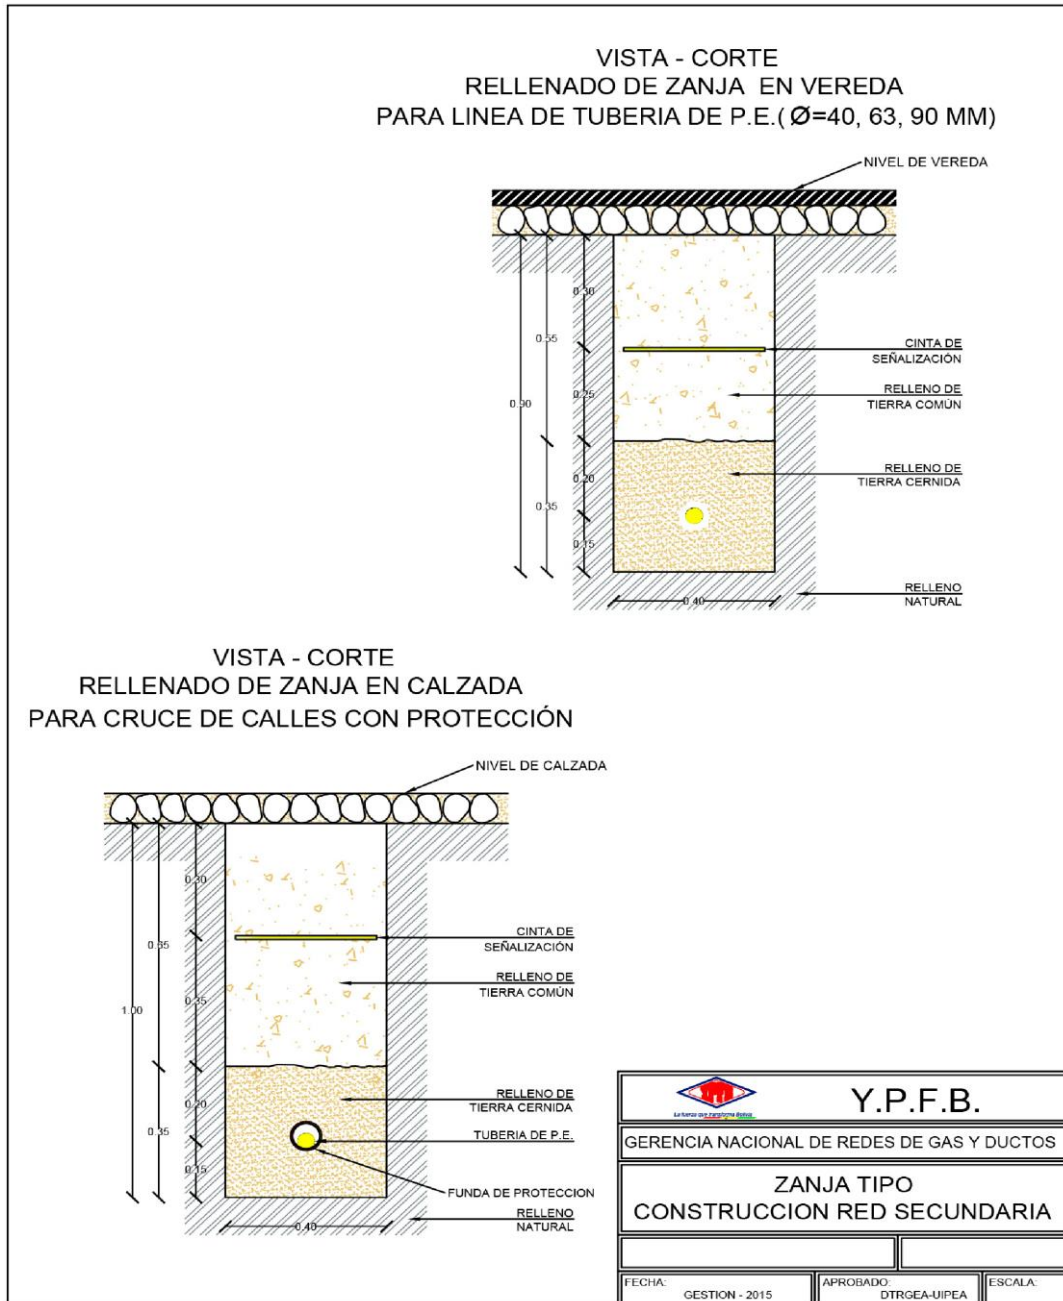 VISTA - CORTE
RELLENADO DE ZANJA EN VEREDA
PARA LINEA DE TUBERIA DE P.E.(Ø=40, 63, 90 MM)
NIVEL DE VEREDA
0.30
0.55
CINTA DE
SEÑALIZACIÓN
0.90
0.25
RELLENO DE
TIERRA COMÚN
RELLENO DE
TIERRA CERNIDA
0.20
0.35
0.15
RELLENO
NATURAL
0.40
VISTA - CORTE
RELLENADO DE ZANJA EN CALZADA
PARA CRUCE DE CALLES CON PROTECCIÓN
NIVEL DE CALZADA
0.30
CINTA DE
SEÑALIZACIÓN
RELLENO DE
TIERRA COMÚN
0.35
1.00
RELLENO DE
TIERRA CERNIDA
0.20
0.35
TUBERIA DE P.E.
0.15
FUNDA DE PROTECCION
RELLENO
NATURAL
0.40
La fuerza que transforma Bolivia
Y.P.F.B.
GERENCIA NACIONAL DE REDES DE GAS Y DUCTOS
ZANJA TIPO
CONSTRUCCION RED SECUNDARIA
FECHA:
GESTION - 2015
APROBADO:
DTRGEA-UIPEA
ESCALA: